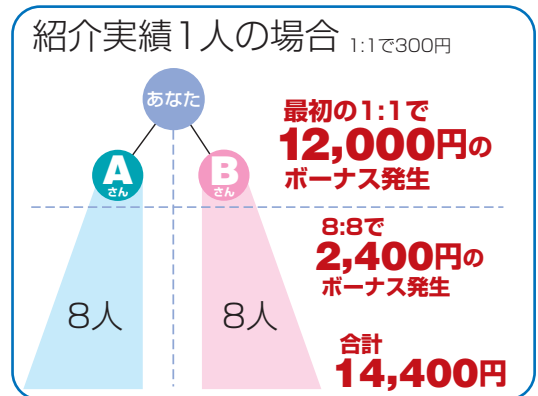 紹介実績1人の場合 1:1で300円
あなた
最初の1:1で
12,000円の
ボーナス発生
A
さん
B
さん
8:8で
2,400円の
ボーナス発生
8人
8人
合計
14,400円